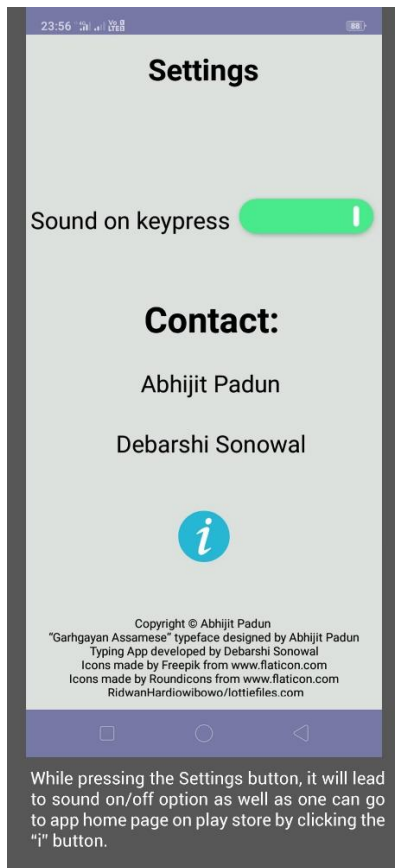 23:56 4G Vo LTE 2 88
Settings
Sound on keypress
Contact:
Abhijit Padun
Debarshi Sonowal
i
Copyright © Abhijit Padun
“Garhgayan Assamese” typeface designed by Abhijit Padun
Typing App developed by Debarshi Sonowal
Icons made by Freepik from www.flaticon.com
Icons made by Roundicons from www.flaticon.com
RidwanHardiowibowo/lottiefiles.com
While pressing the Settings button, it will lead
to sound on/off option as well as one can go
to app home page on play store by clicking the
“i” button.